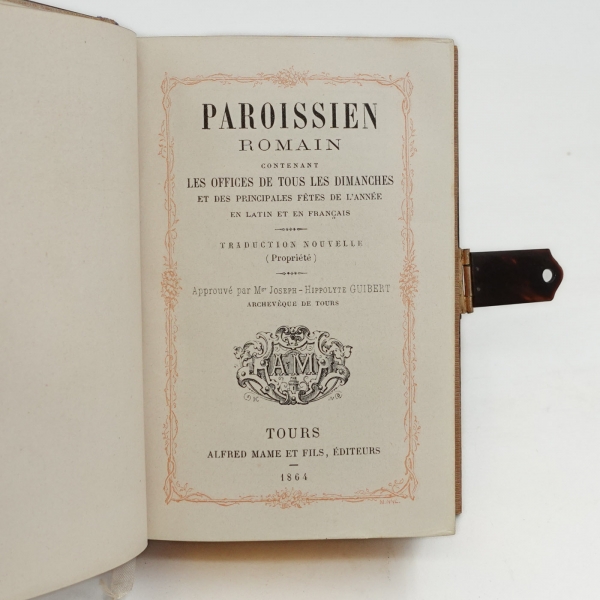 PAROISSIEN
ROMAIN
CONTENANT
LES OFFICES DE TOUS LES DIMANCHES
ET DES PRINCIPALES FÊTES DE L'ANNÉE
EN LATIN ET EN FRANÇAIS
TRADUCTION NOUVELLE
(Propriété)
Approuvé par Mgr JOSEPH-HIPPOLYTE GUIBERT
ARCHEVÊQUE DE TOURS
AMH
TOURS
ALFRED MAME ET FILS, ÉDITEURS
1864